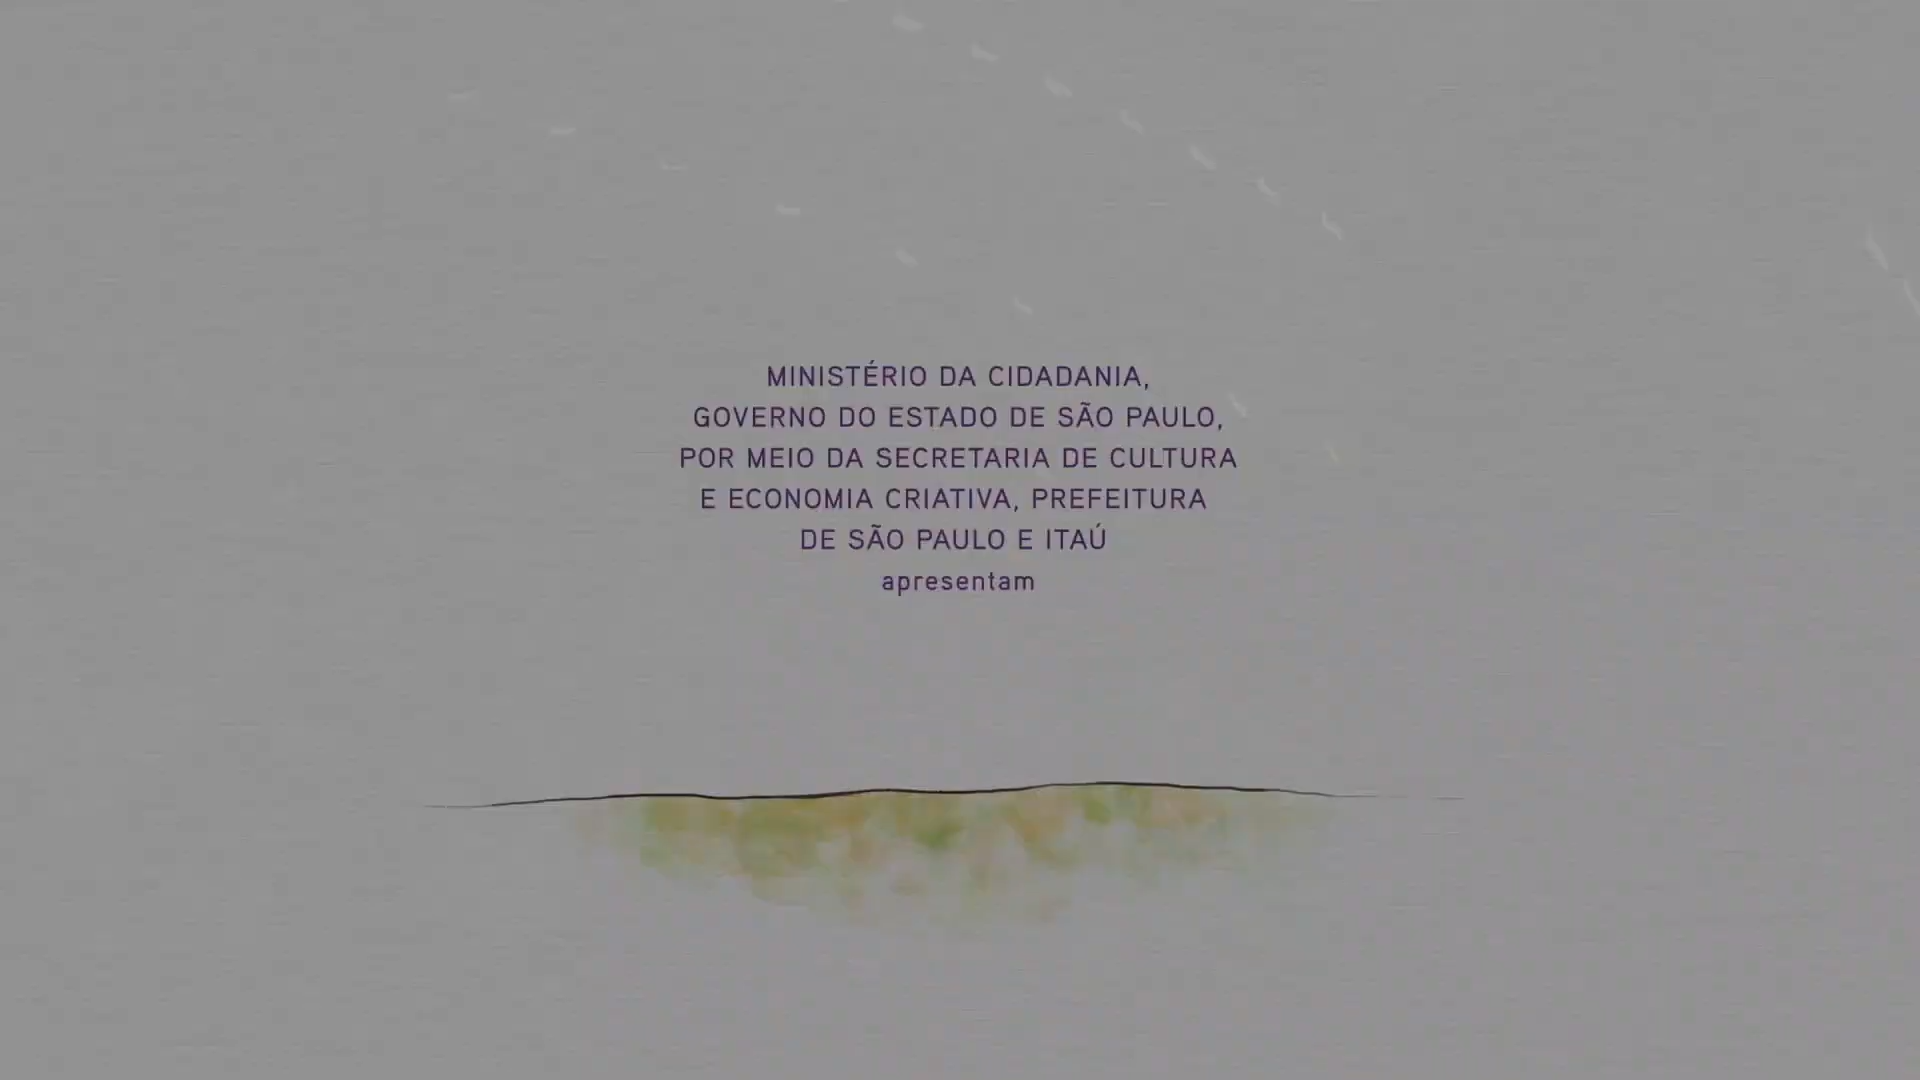 MINISTÉRIO DA CIDADANIA,
GOVERNO DO ESTADO DE SÃO PAULO,
POR MEIO DA SECRETARIA DE CULTURA
E ECONOMIA CRIATIVA, PREFEITURA
DE SÃO PAULO E ITAÚ
apresentam